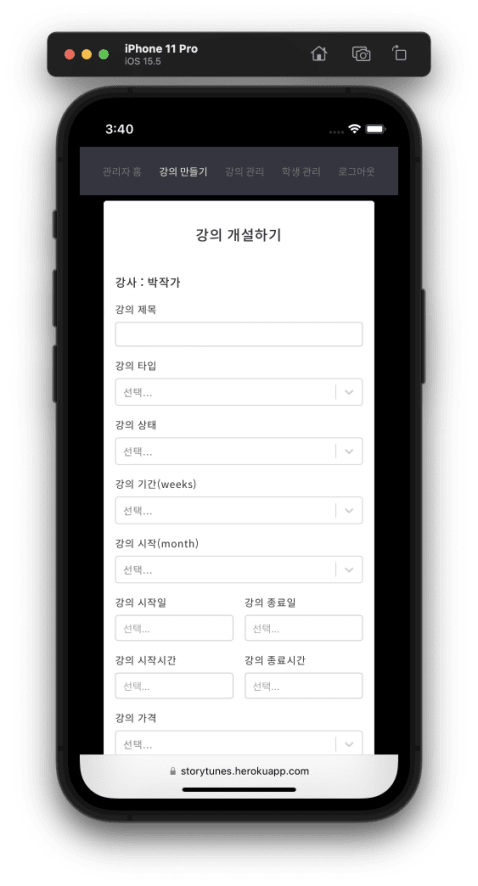 iPhone 11 Pro
iOS 15.5
3:40
관리자 홈 강의 만들기 강의 관리 학생 관리 로그아웃
강의 개설하기
강사 : 박작가
강의 제목
강의 타입
선택...
강의 상태
선택...
강의 기간(weeks)
선택...
강의 시작(month)
선택...
강의 시작일 강의 종료일
선택... 선택...
강의 시작시간 강의 종료시간
선택... 선택...
강의 가격
선택...
storytunes.herokuapp.com